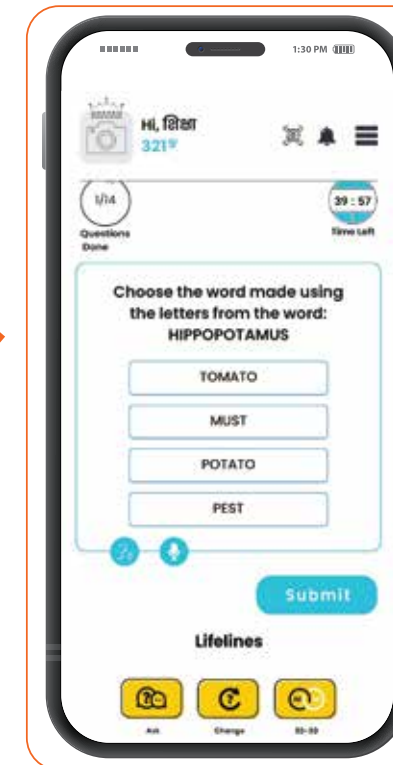 1:30 PM
Hi, शिक्षा
321
1/14
39 : 57
Questions
Done
Time Left
Choose the word made using
the letters from the word:
HIPPOPOTAMUS
TOMATO
MUST
POTATO
PEST
Submit
Lifelines
Ask
Change
50-50